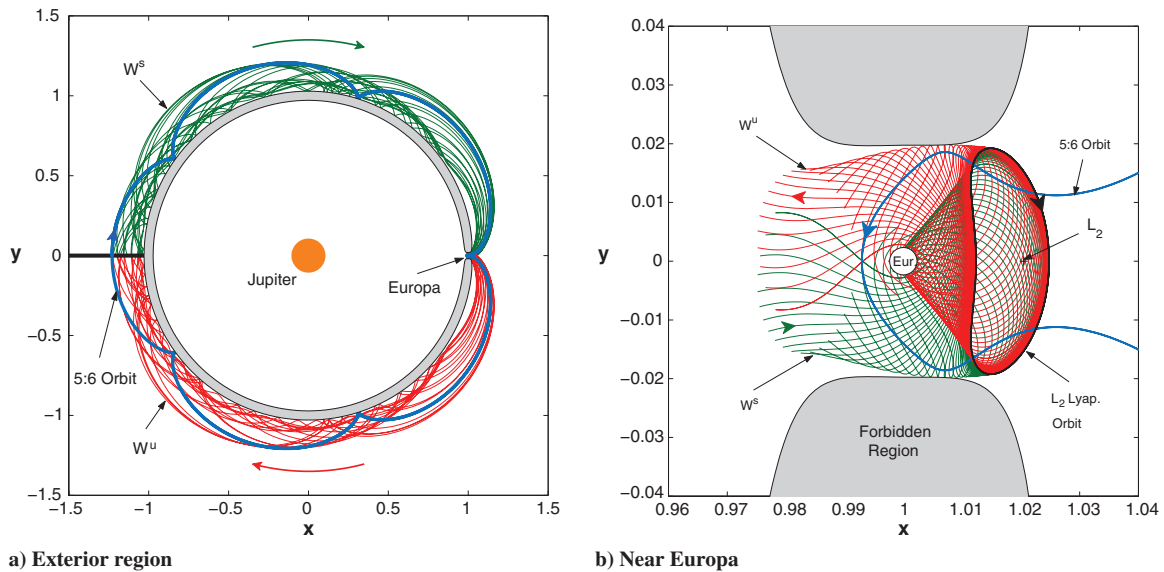 1.5
1
0.5
0
−0.5
−1
−1.5
y
−1.5
−1
−0.5
0
0.5
1
1.5
x
W^s
Jupiter
Europa
5:6 Orbit
W^u
a) Exterior region
0.04
0.03
0.02
0.01
0
−0.01
−0.02
−0.03
−0.04
y
0.96
0.97
0.98
0.99
1
1.01
1.02
1.03
1.04
x
W^u
5:6 Orbit
L_2
Eur
W^s
L_2 Lyap.
Orbit
Forbidden
Region
b) Near Europa